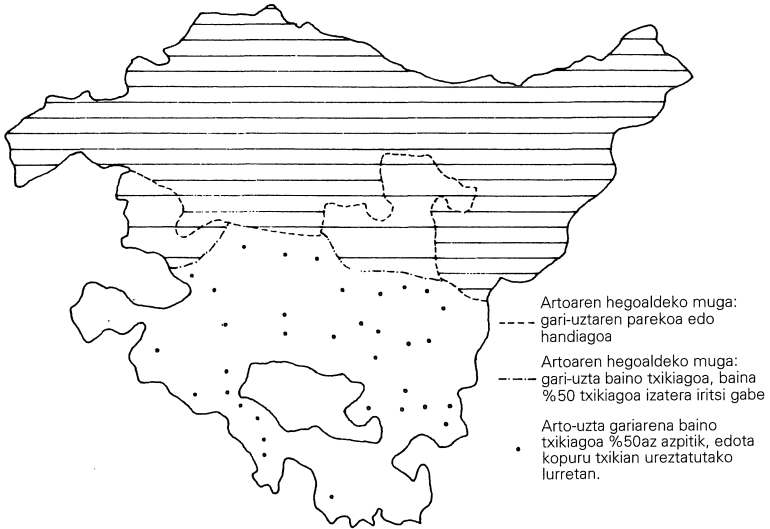 Artoaren hegoaldeko muga:
gari-uztaren parekoa edo
handiagoa
Artoaren hegoaldeko muga:
gari-uzta baino txikiagoa, baina
%50 txikiagoa izatera iritsi gabe
Arto-uzta gariarena baino
txikiagoa %50az azpitik, edota
kopuru txikian ureztatutako
lurretan.